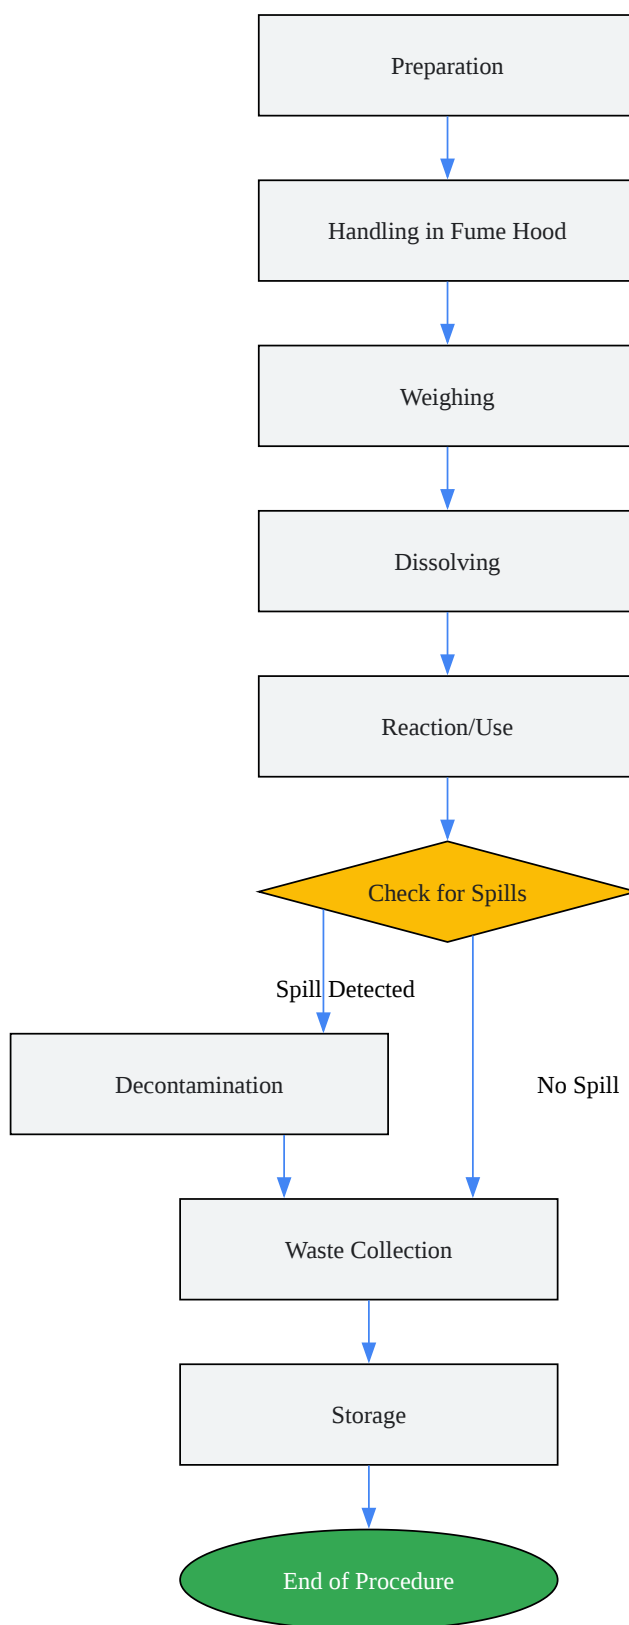 Preparation
Handling in Fume Hood
Weighing
Dissolving
Reaction/Use
Check for Spills
Spill Detected
Decontamination
No Spill
Waste Collection
Storage
End of Procedure